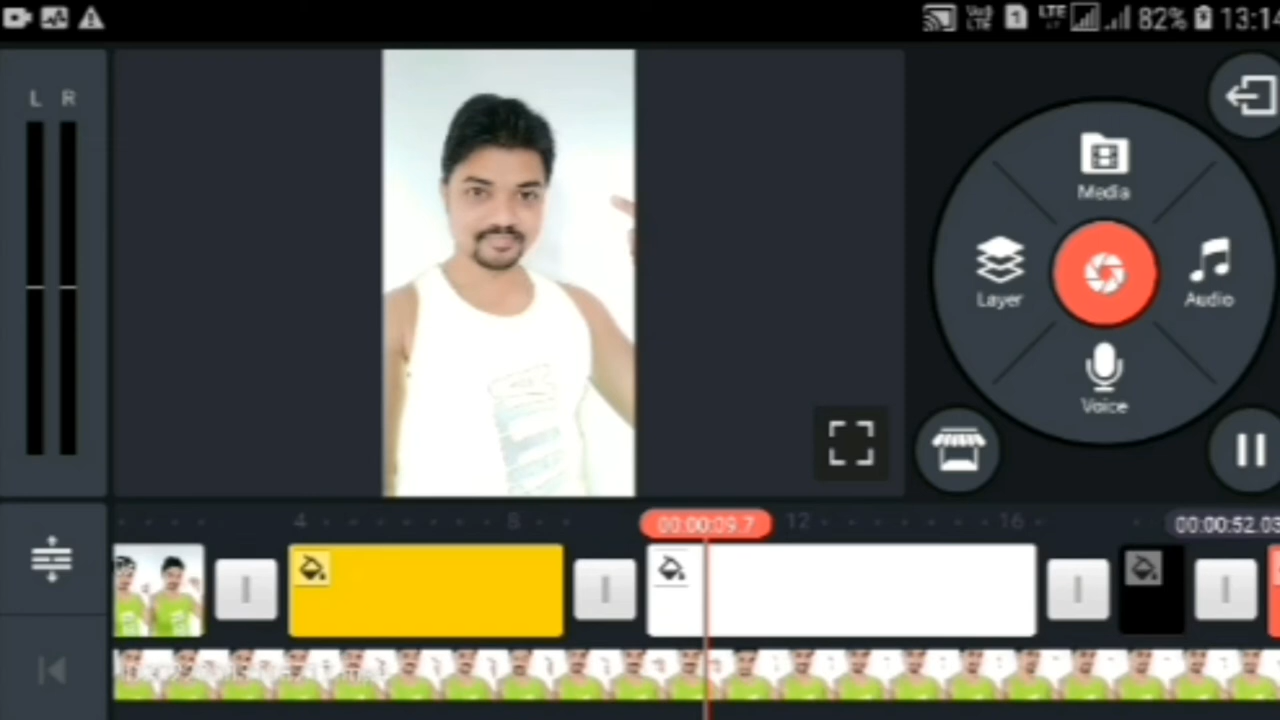 LTE 82% 13:14
L R
Media
Layer
Audio
Voice
4 8 00:00:09.7 12 16 00:00:52.03